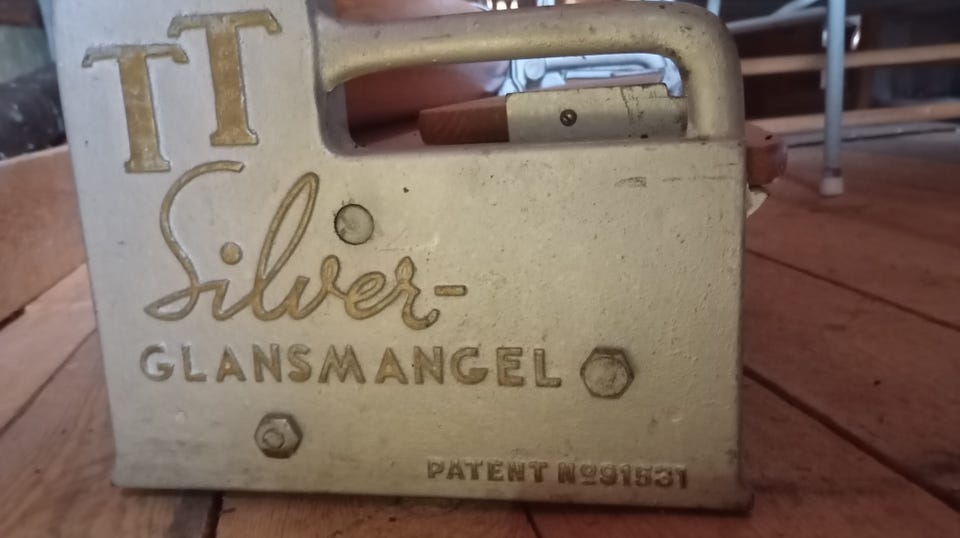 TT
Silver-
GLANSMANGEL
PATENT Nº91531